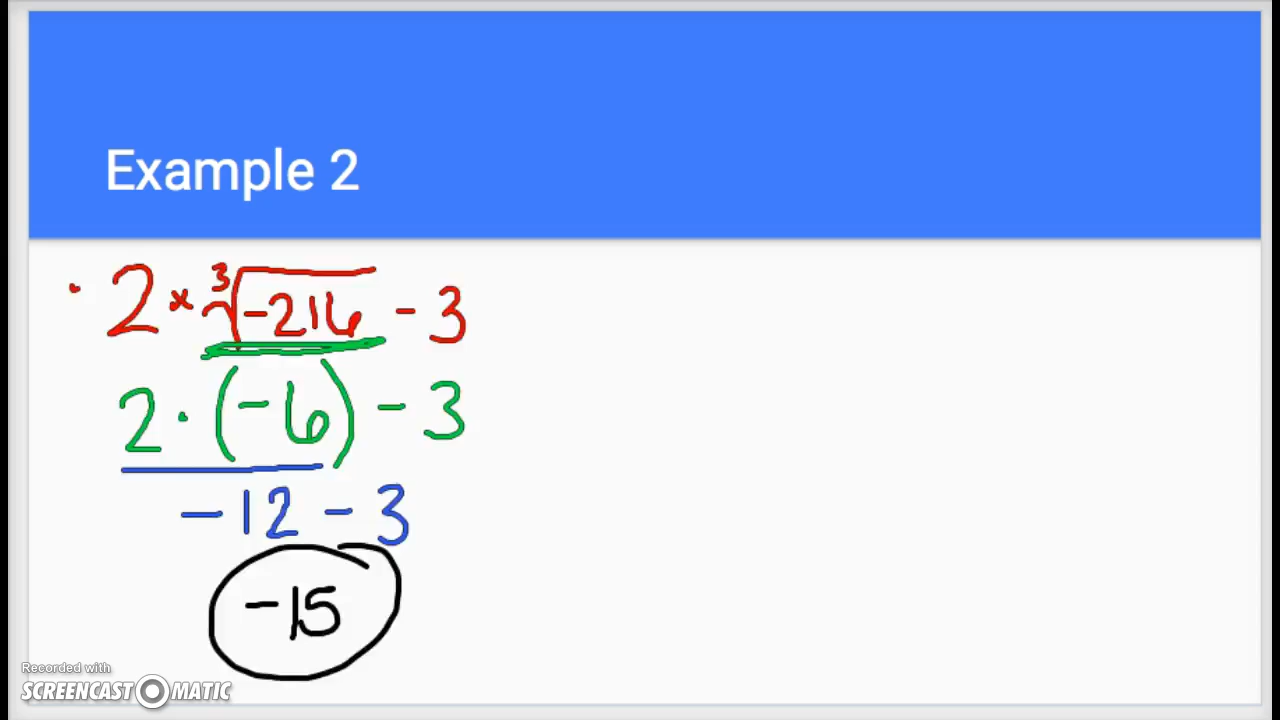 Example 2
· 2 × ∛-216 - 3
2 · (-6) - 3
-12 - 3
-15
Recorded with
SCREENCAST MATIC